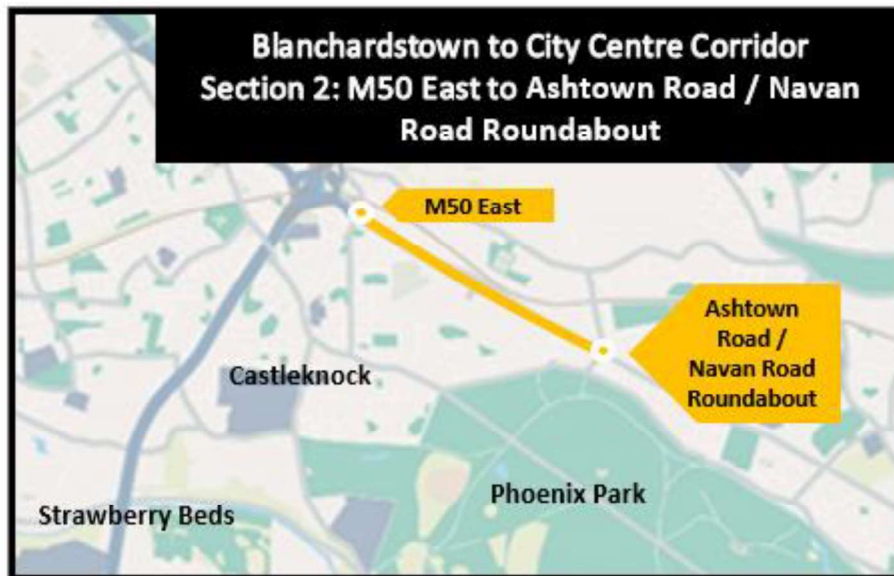 Blanchardstown to City Centre Corridor
Section 2: M50 East to Ashtown Road / Navan
Road Roundabout
M50 East
Ashtown
Road /
Navan Road
Roundabout
Castleknock
Phoenix Park
Strawberry Beds